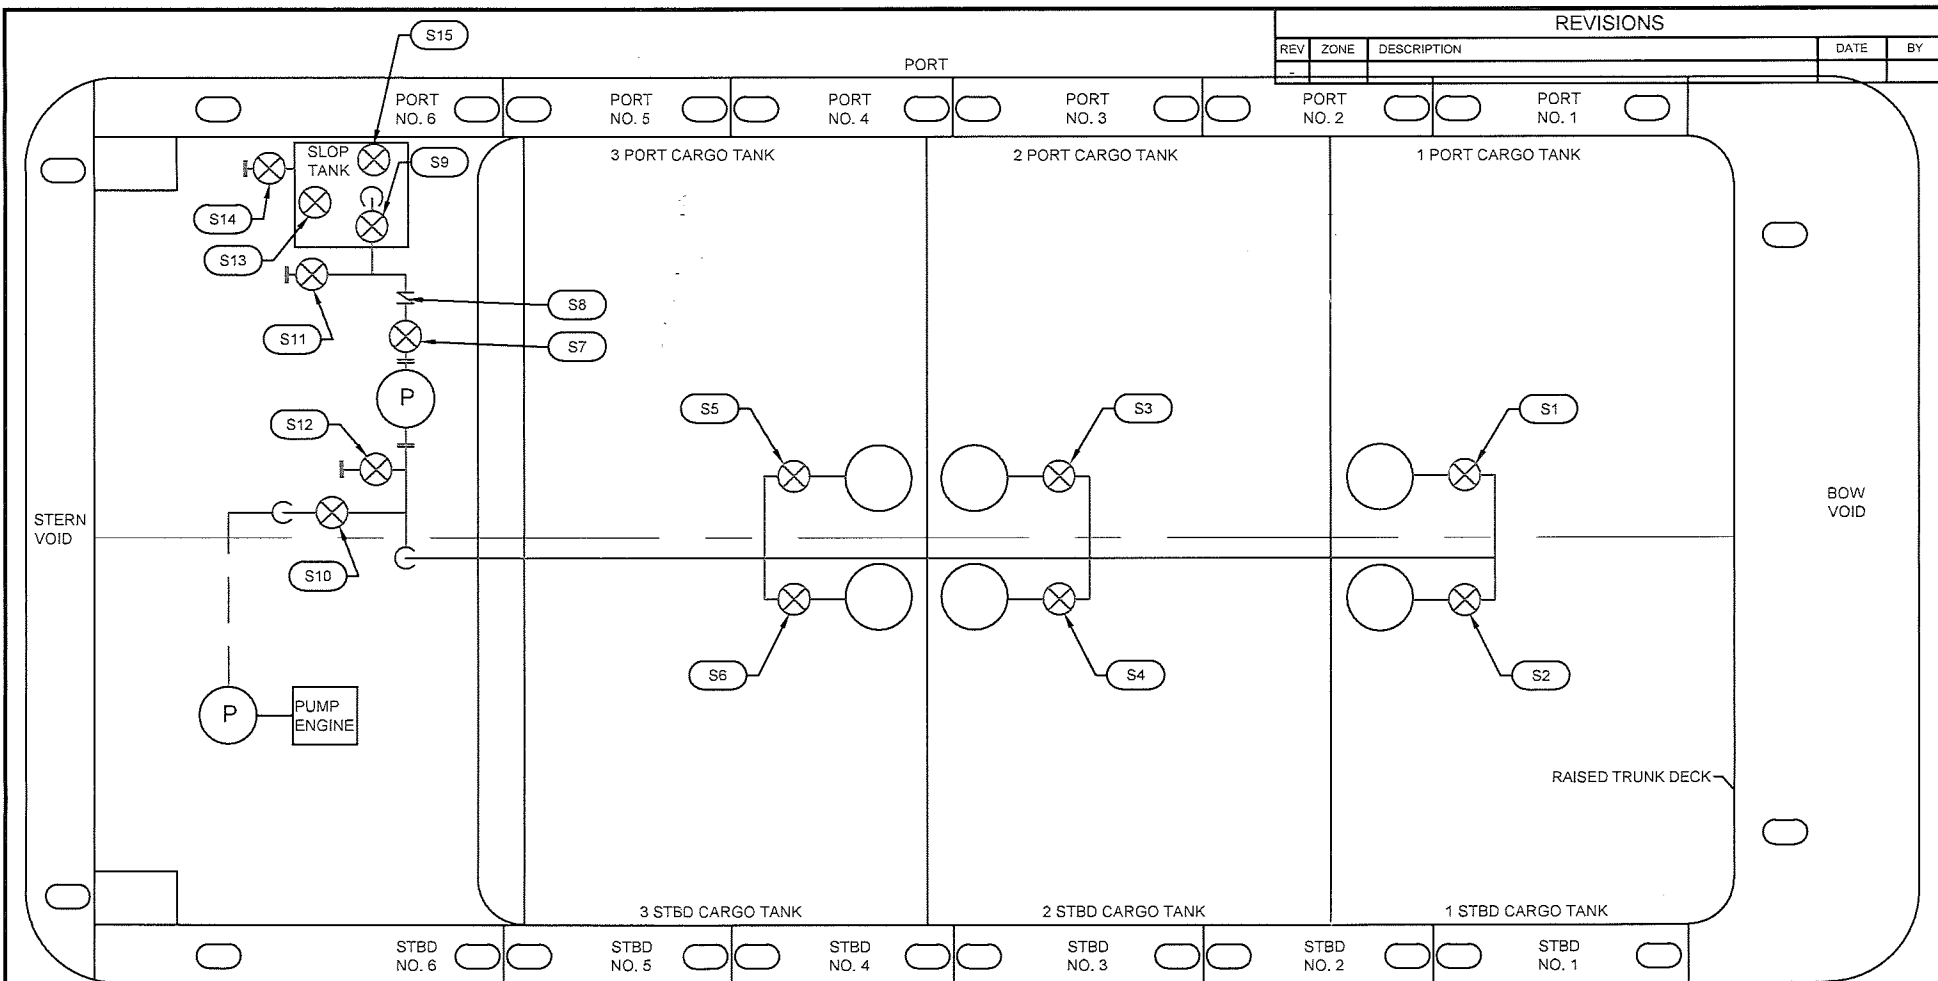 REVISIONS
REV ZONE DESCRIPTION DATE BY
-
PORT
S15
PORT NO. 6
PORT NO. 5
PORT NO. 4
PORT NO. 3
PORT NO. 2
PORT NO. 1
SLOP TANK
S9
3 PORT CARGO TANK
2 PORT CARGO TANK
1 PORT CARGO TANK
S14
S13
S8
S11
S7
P
S12
S5
S3
S1
STERN VOID
BOW VOID
S10
S6
S4
S2
P
PUMP ENGINE
RAISED TRUNK DECK
3 STBD CARGO TANK
2 STBD CARGO TANK
1 STBD CARGO TANK
STBD NO. 6
STBD NO. 5
STBD NO. 4
STBD NO. 3
STBD NO. 2
STBD NO. 1